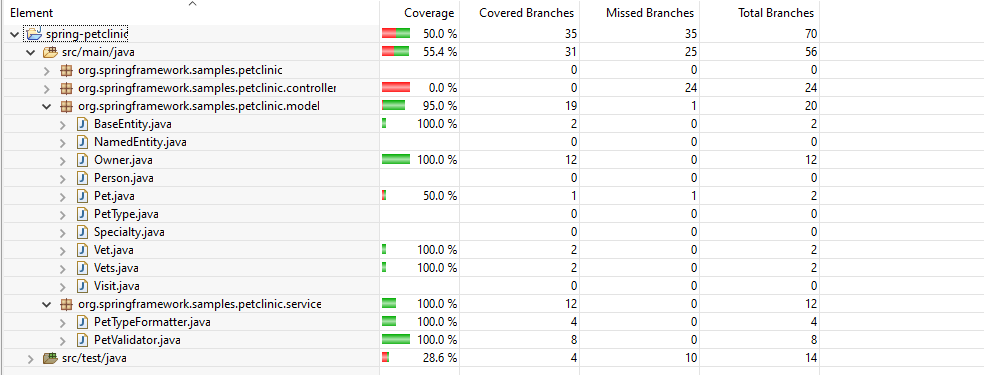 Element Coverage Covered Branches Missed Branches Total Branches
spring-petclinic 50.0 % 35 35 70
src/main/java 55.4 % 31 25 56
org.springframework.samples.petclinic 0 0 0
org.springframework.samples.petclinic.controller 0.0 % 0 24 24
org.springframework.samples.petclinic.model 95.0 % 19 1 20
BaseEntity.java 100.0 % 2 0 2
NamedEntity.java 0 0 0
Owner.java 100.0 % 12 0 12
Person.java 0 0 0
Pet.java 50.0 % 1 1 2
PetType.java 0 0 0
Specialty.java 0 0 0
Vet.java 100.0 % 2 0 2
Vets.java 100.0 % 2 0 2
Visit.java 0 0 0
org.springframework.samples.petclinic.service 100.0 % 12 0 12
PetTypeFormatter.java 100.0 % 4 0 4
PetValidator.java 100.0 % 8 0 8
src/test/java 28.6 % 4 10 14